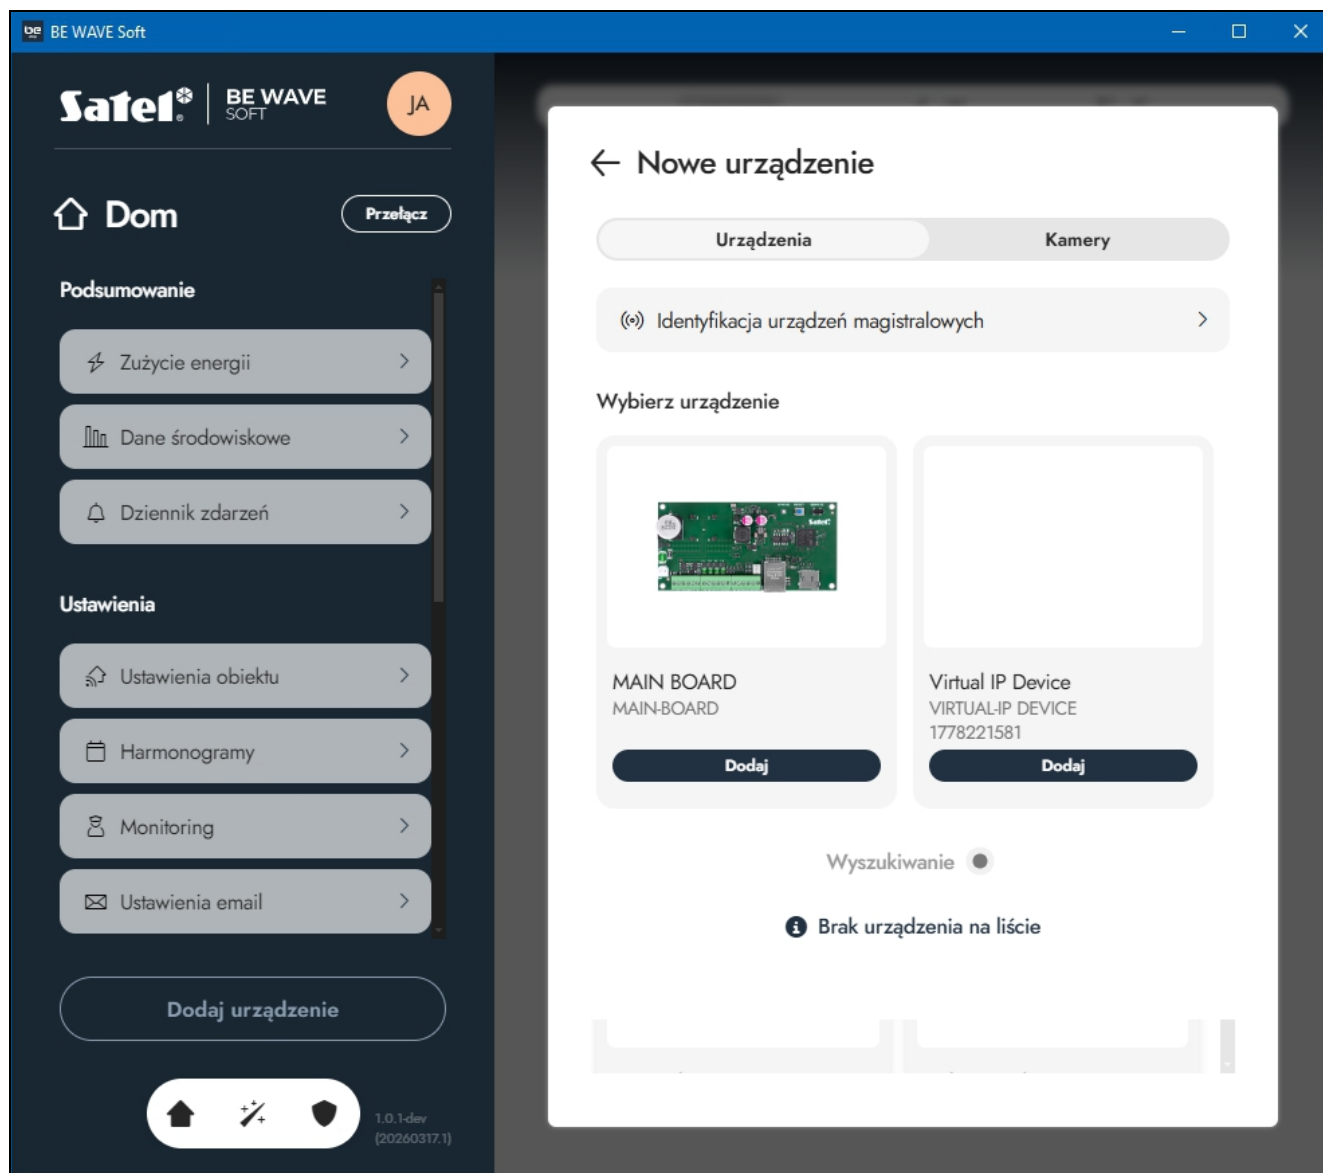 be
BE WAVE Soft
Satel®
BE WAVE
SOFT
JA
Dom
Przełącz
Podsumowanie
Zużycie energii
Dane środowiskowe
Dziennik zdarzeń
Ustawienia
Ustawienia obiektu
Harmonogramy
Monitoring
Ustawienia email
Dodaj urządzenie
1.0.1-dev
(20260317.1)
Nowe urządzenie
Urządzenia
Kamery
Identyfikacja urządzeń magistralowych
Wybierz urządzenie
MAIN BOARD
MAIN-BOARD
Dodaj
Virtual IP Device
VIRTUAL-IP DEVICE
1778221581
Dodaj
Wyszukiwanie
Brak urządzenia na liście